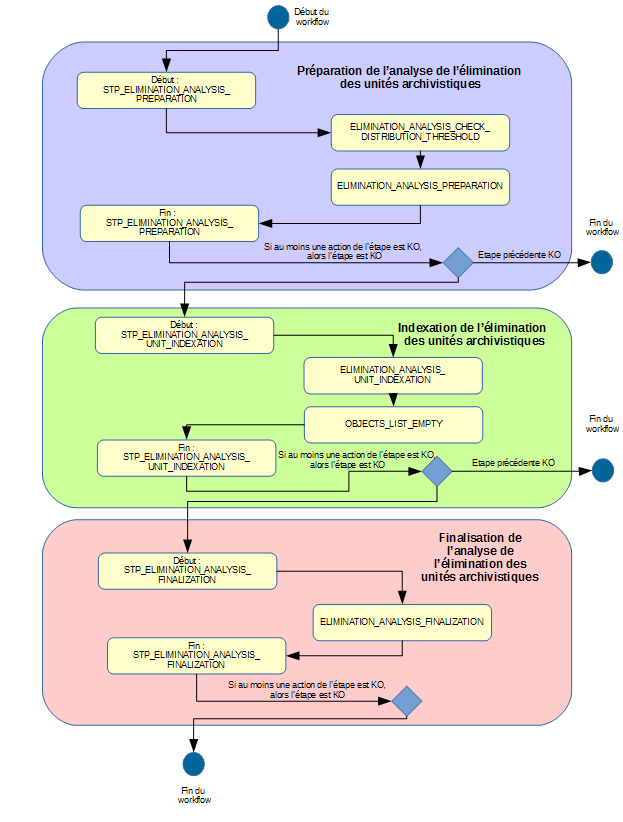 Début du
workflow
Préparation de l'analyse de l'élimination
des unités archivistiques
Début :
STP_ELIMINATION_ANALYSIS_
PREPARATION
ELIMINATION_ANALYSIS_CHECK_
DISTRIBUTION_THRESHOLD
ELIMINATION_ANALYSIS_PREPARATION
Fin :
STP_ELIMINATION_ANALYSIS_
PREPARATION
Si au moins une action de l'étape est KO,
alors l'étape est KO
Etape précédente KO
Fin du
workflow
Indexation de l'élimination
des unités archivistiques
Début :
STP_ELIMINATION_ANALYSIS_
UNIT_INDEXATION
ELIMINATION_ANALYSIS_
UNIT_INDEXATION
OBJECTS_LIST_EMPTY
Fin :
STP_ELIMINATION_ANALYSIS_
UNIT_INDEXATION
Si au moins une action de l'étape est KO,
alors l'étape est KO
Etape précédente KO
Fin du
workflow
Finalisation de
l'analyse de
l'élimination des
unités archivistiques
Début :
STP_ELIMINATION_ANALYSIS_
FINALIZATION
ELIMINATION_ANALYSIS_FINALIZATION
Fin :
STP_ELIMINATION_ANALYSIS_
FINALIZATION
Si au moins une action de l'étape est KO,
alors l'étape est KO
Fin du
workflow